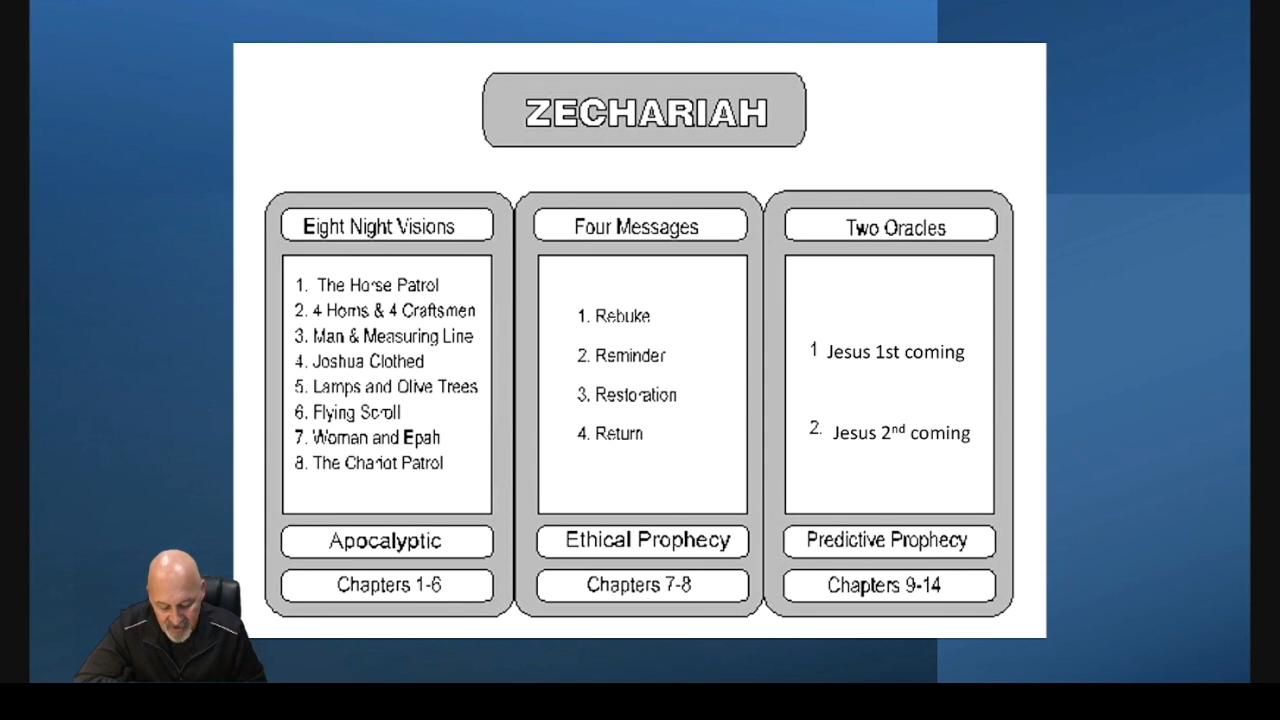 ZECHARIAH
Eight Night Visions
1. The Horse Patrol
2. 4 Horns & 4 Craftsmen
3. Man & Measuring Line
4. Joshua Clothed
5. Lamps and Olive Trees
6. Flying Scroll
7. Woman and Epah
8. The Chariot Patrol
Apocalyptic
Chapters 1-6
Four Messages
1. Rebuke
2. Reminder
3. Restoration
4. Return
Ethical Prophecy
Chapters 7-8
Two Oracles
1 Jesus 1st coming
2. Jesus 2nd coming
Predictive Prophecy
Chapters 9-14